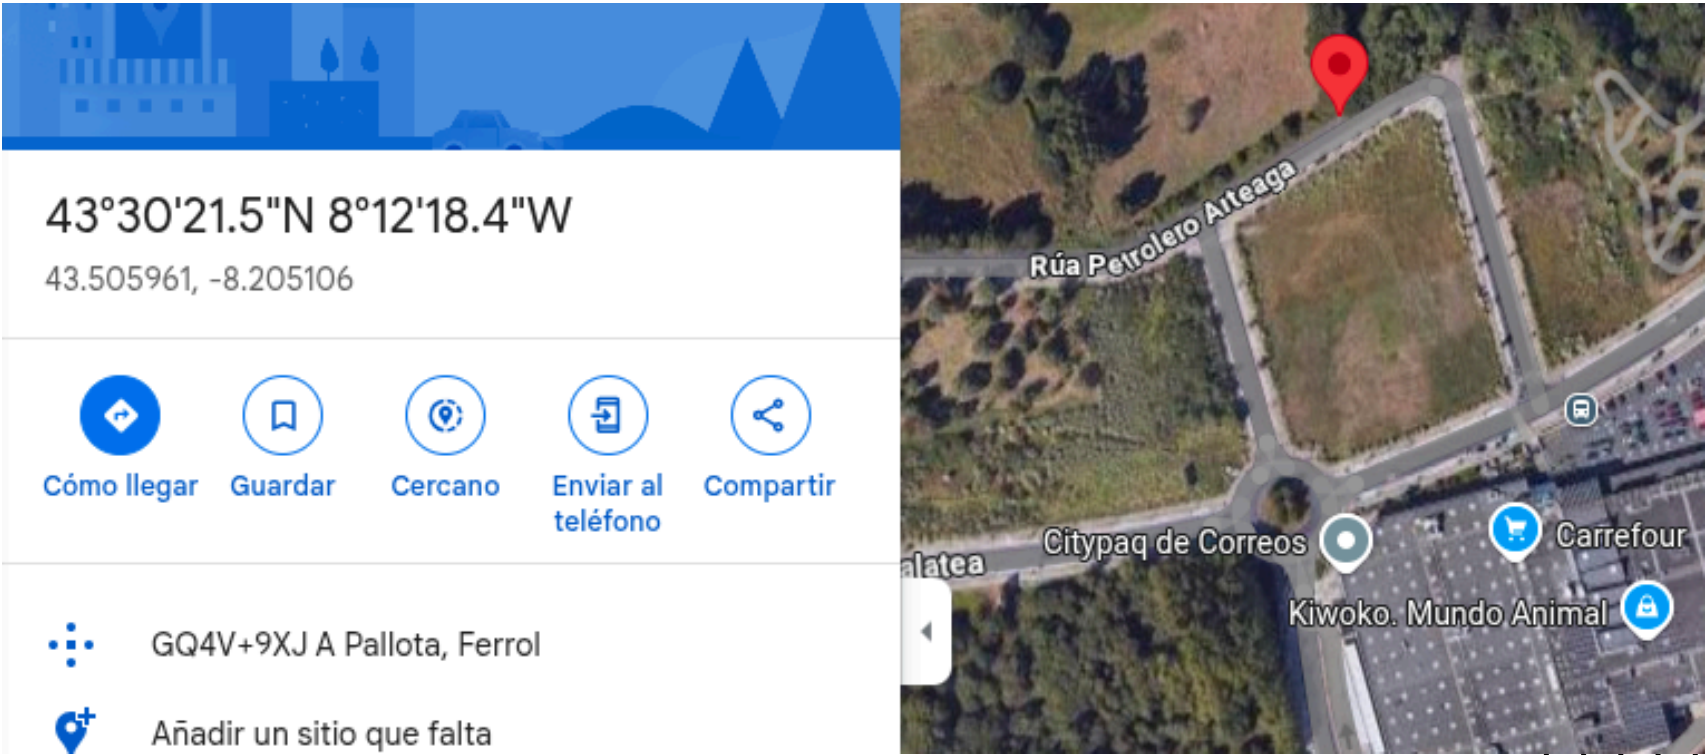 43°30'21.5"N 8°12'18.4"W
43.505961, -8.205106
Cómo llegar
Guardar
Cercano
Enviar al
teléfono
Compartir
GQ4V+9XJ A Pallota, Ferrol
Añadir un sitio que falta
Rúa Petrolero Arteaga
Citypaq de Correos
Carrefour
alatea
Kiwoko. Mundo Animal